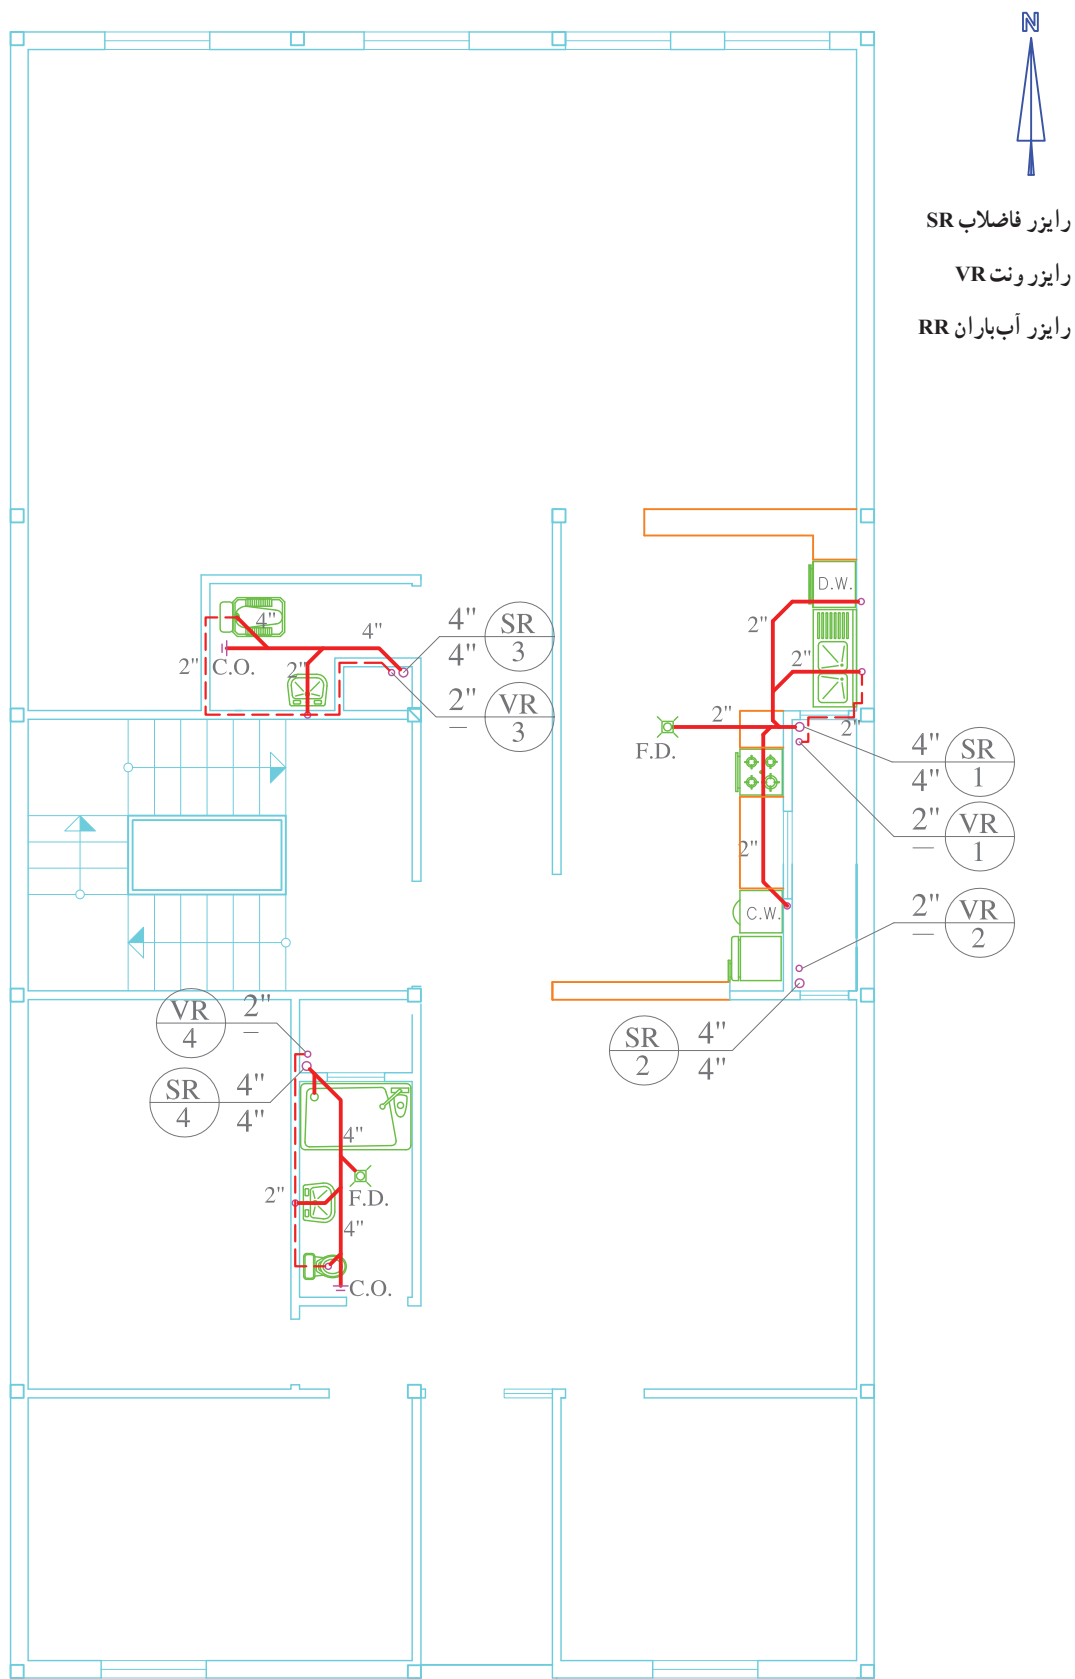 N
رایزر فاضلاب SR
رایزر ونت VR
رایزر آب‌باران RR
D.W.
2"
2"
4"
4"
4" SR
4" 3
2" C.O.
2"
2" VR
— 3
2"
F.D.
2"
4" SR
4" 1
2" VR
— 1
2"
C.W.
2" VR
— 2
VR 2"
4 —
SR 4"
2 4"
SR 4"
4 4"
4"
2"
F.D.
4"
C.O.